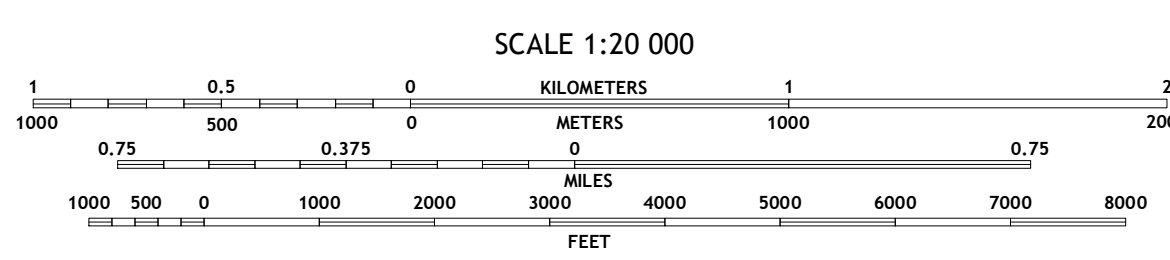 SCALE 1:20 000
1 0.5 0 KILOMETERS 1 2
1000 500 0 METERS 1000
0.75 0.375 0 0.75
MILES
1000 500 0 1000 2000 3000 4000 5000 6000 7000 8000
FEET